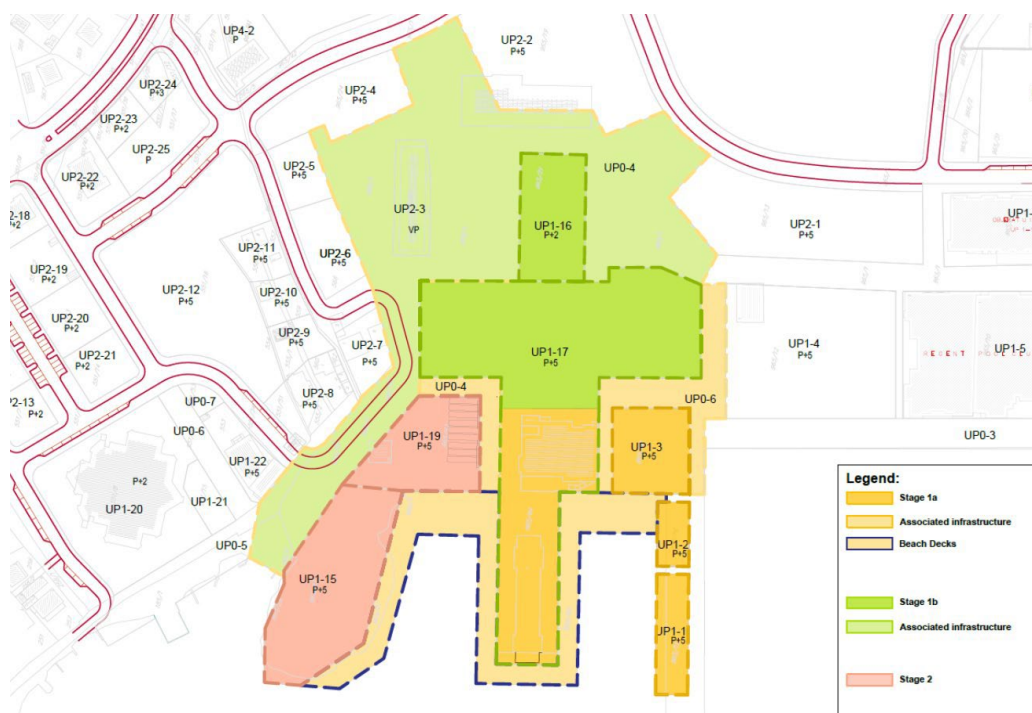 UP4-2
P
UP2-2
P+5
UP2-24
P+3
UP2-4
P+5
UP2-23
P+2
UP2-25
P
UP2-22
P+2
UP2-5
P+5
UP0-4
UP2-3
VP
UP1-16
P+2
2-18
P+2
UP2-1
P+5
UP1-
UP2-11
P+5
UP2-6
P+5
UP2-19
P+2
UP2-12
P+5
UP2-10
P+5
UP2-20
P+2
UP2-9
P+5
UP2-7
P+5
UP1-17
P+5
UP1-4
P+5
UP1-5
UP2-21
P+2
UP2-8
P+5
UP0-4
2-13
P+2
UP0-7
UP0-6
UP0-6
UP1-19
P+5
UP1-3
P+5
UP0-3
UP1-22
P+5
P+2
UP1-20
UP1-21
UP0-5
UP1-2
P+5
UP1-15
P+5
UP1-1
P+5
Legend:
Stage 1a
Associated infrastructure
Beach Decks
Stage 1b
Associated infrastructure
Stage 2